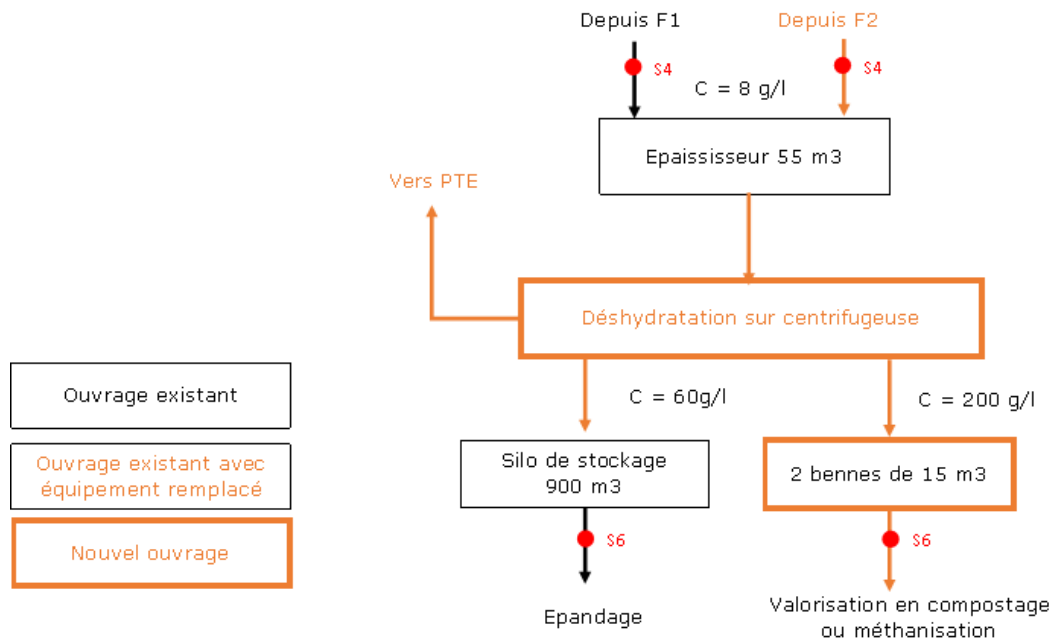 Depuis F1
Depuis F2
S4
S4
C = 8 g/l
Epaississeur 55 m3
Vers PTE
Déshydratation sur centrifugeuse
C = 60g/l
C = 200 g/l
Ouvrage existant
Ouvrage existant avec
équipement remplacé
Nouvel ouvrage
Silo de stockage
900 m3
2 bennes de 15 m3
S6
S6
Epandage
Valorisation en compostage
ou méthanisation